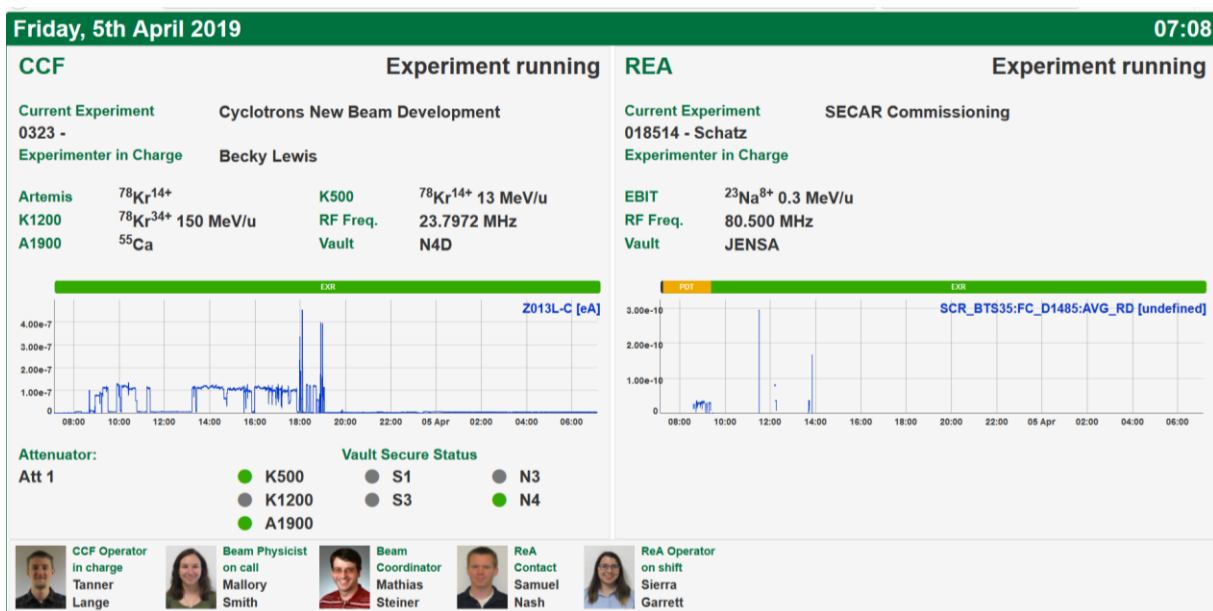 Friday, 5th April 2019 07:08
CCF Experiment running
Current Experiment Cyclotrons New Beam Development
0323 -
Experimenter in Charge Becky Lewis
Artemis ⁷⁸Kr¹⁴⁺ K500 ⁷⁸Kr¹⁴⁺ 13 MeV/u
K1200 ⁷⁸Kr³⁴⁺ 150 MeV/u RF Freq. 23.7972 MHz
A1900 ⁵⁵Ca Vault N4D
EXR
Z013L-C [eA]
4.00e-7
3.00e-7
2.00e-7
1.00e-7
0
08:00 10:00 12:00 14:00 16:00 18:00 20:00 22:00 05 Apr 02:00 04:00 06:00
Attenuator: Vault Secure Status
Att 1 K500 S1 N3
K1200 S3 N4
A1900
REA Experiment running
Current Experiment SECAR Commissioning
018514 - Schatz
Experimenter in Charge
EBIT ²³Na⁸⁺ 0.3 MeV/u
RF Freq. 80.500 MHz
Vault JENSA
PDT EXR
SCR_BTS35:FC_D1485:AVG_RD [undefined]
3.00e-10
2.00e-10
1.00e-10
0
08:00 10:00 12:00 14:00 16:00 18:00 20:00 22:00 05 Apr 02:00 04:00 06:00
CCF Operator
in charge
Tanner
Lange
Beam Physicist
on call
Mallory
Smith
Beam
Coordinator
Mathias
Steiner
ReA
Contact
Samuel
Nash
ReA Operator
on shift
Sierra
Garrett